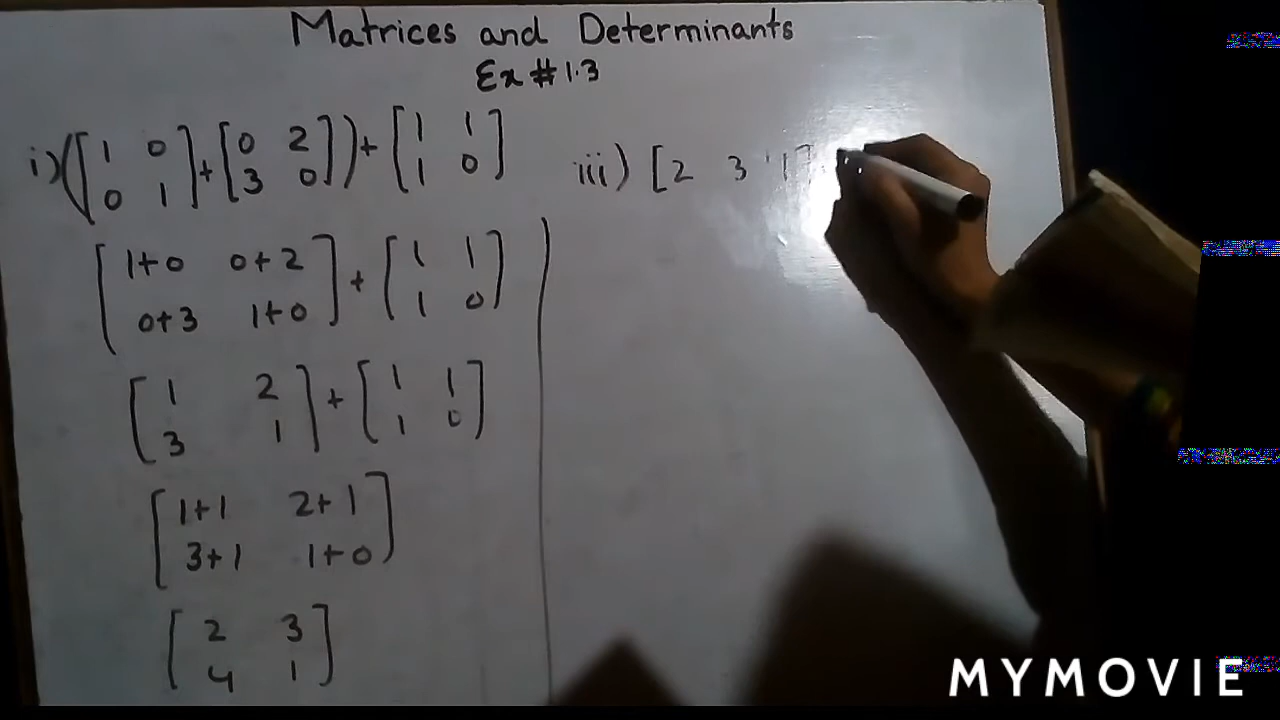 Matrices and Determinants
Ex # 1.3
i) ([1 0
0 1] + [0 2
3 0]) + [1 1
1 0]
[1+0 0+2
0+3 1+0] + [1 1
1 0]
[1 2
3 1] + [1 1
1 0]
[1+1 2+1
3+1 1+0]
[2 3
4 1]
iii) [2 3 1]
MYMOVIE